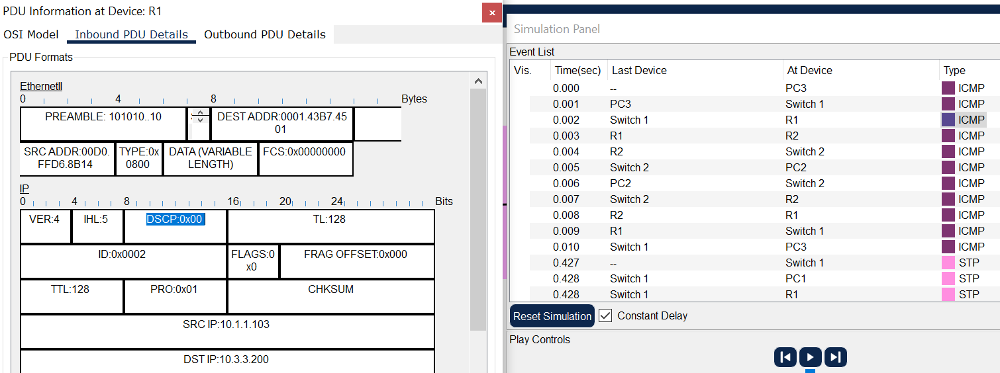 PDU Information at Device: R1
×
OSI Model Inbound PDU Details Outbound PDU Details
PDU Formats
EthernetII
0 4 8 Bytes
PREAMBLE: 101010..10
DEST ADDR:0001.43B7.45
01
SRC ADDR:00D0.
FFD6.8B14
TYPE:0x
0800
DATA (VARIABLE
LENGTH)
FCS:0x00000000
IP
0 4 8 16 20 24 Bits
VER:4 IHL:5 DSCP:0x00 TL:128
ID:0x0002
FLAGS:0
x0
FRAG OFFSET:0x000
TTL:128 PRO:0x01 CHKSUM
SRC IP:10.1.1.103
DST IP:10.3.3.200
Simulation Panel
Event List
Vis. Time(sec) Last Device At Device Type
0.000 -- PC3 ICMP
0.001 PC3 Switch 1 ICMP
0.002 Switch 1 R1 ICMP
0.003 R1 R2 ICMP
0.004 R2 Switch 2 ICMP
0.005 Switch 2 PC2 ICMP
0.006 PC2 Switch 2 ICMP
0.007 Switch 2 R2 ICMP
0.008 R2 R1 ICMP
0.009 R1 Switch 1 ICMP
0.010 Switch 1 PC3 ICMP
0.427 -- Switch 1 STP
0.428 Switch 1 PC1 STP
0.428 Switch 1 R1 STP
Reset Simulation Constant Delay
Play Controls